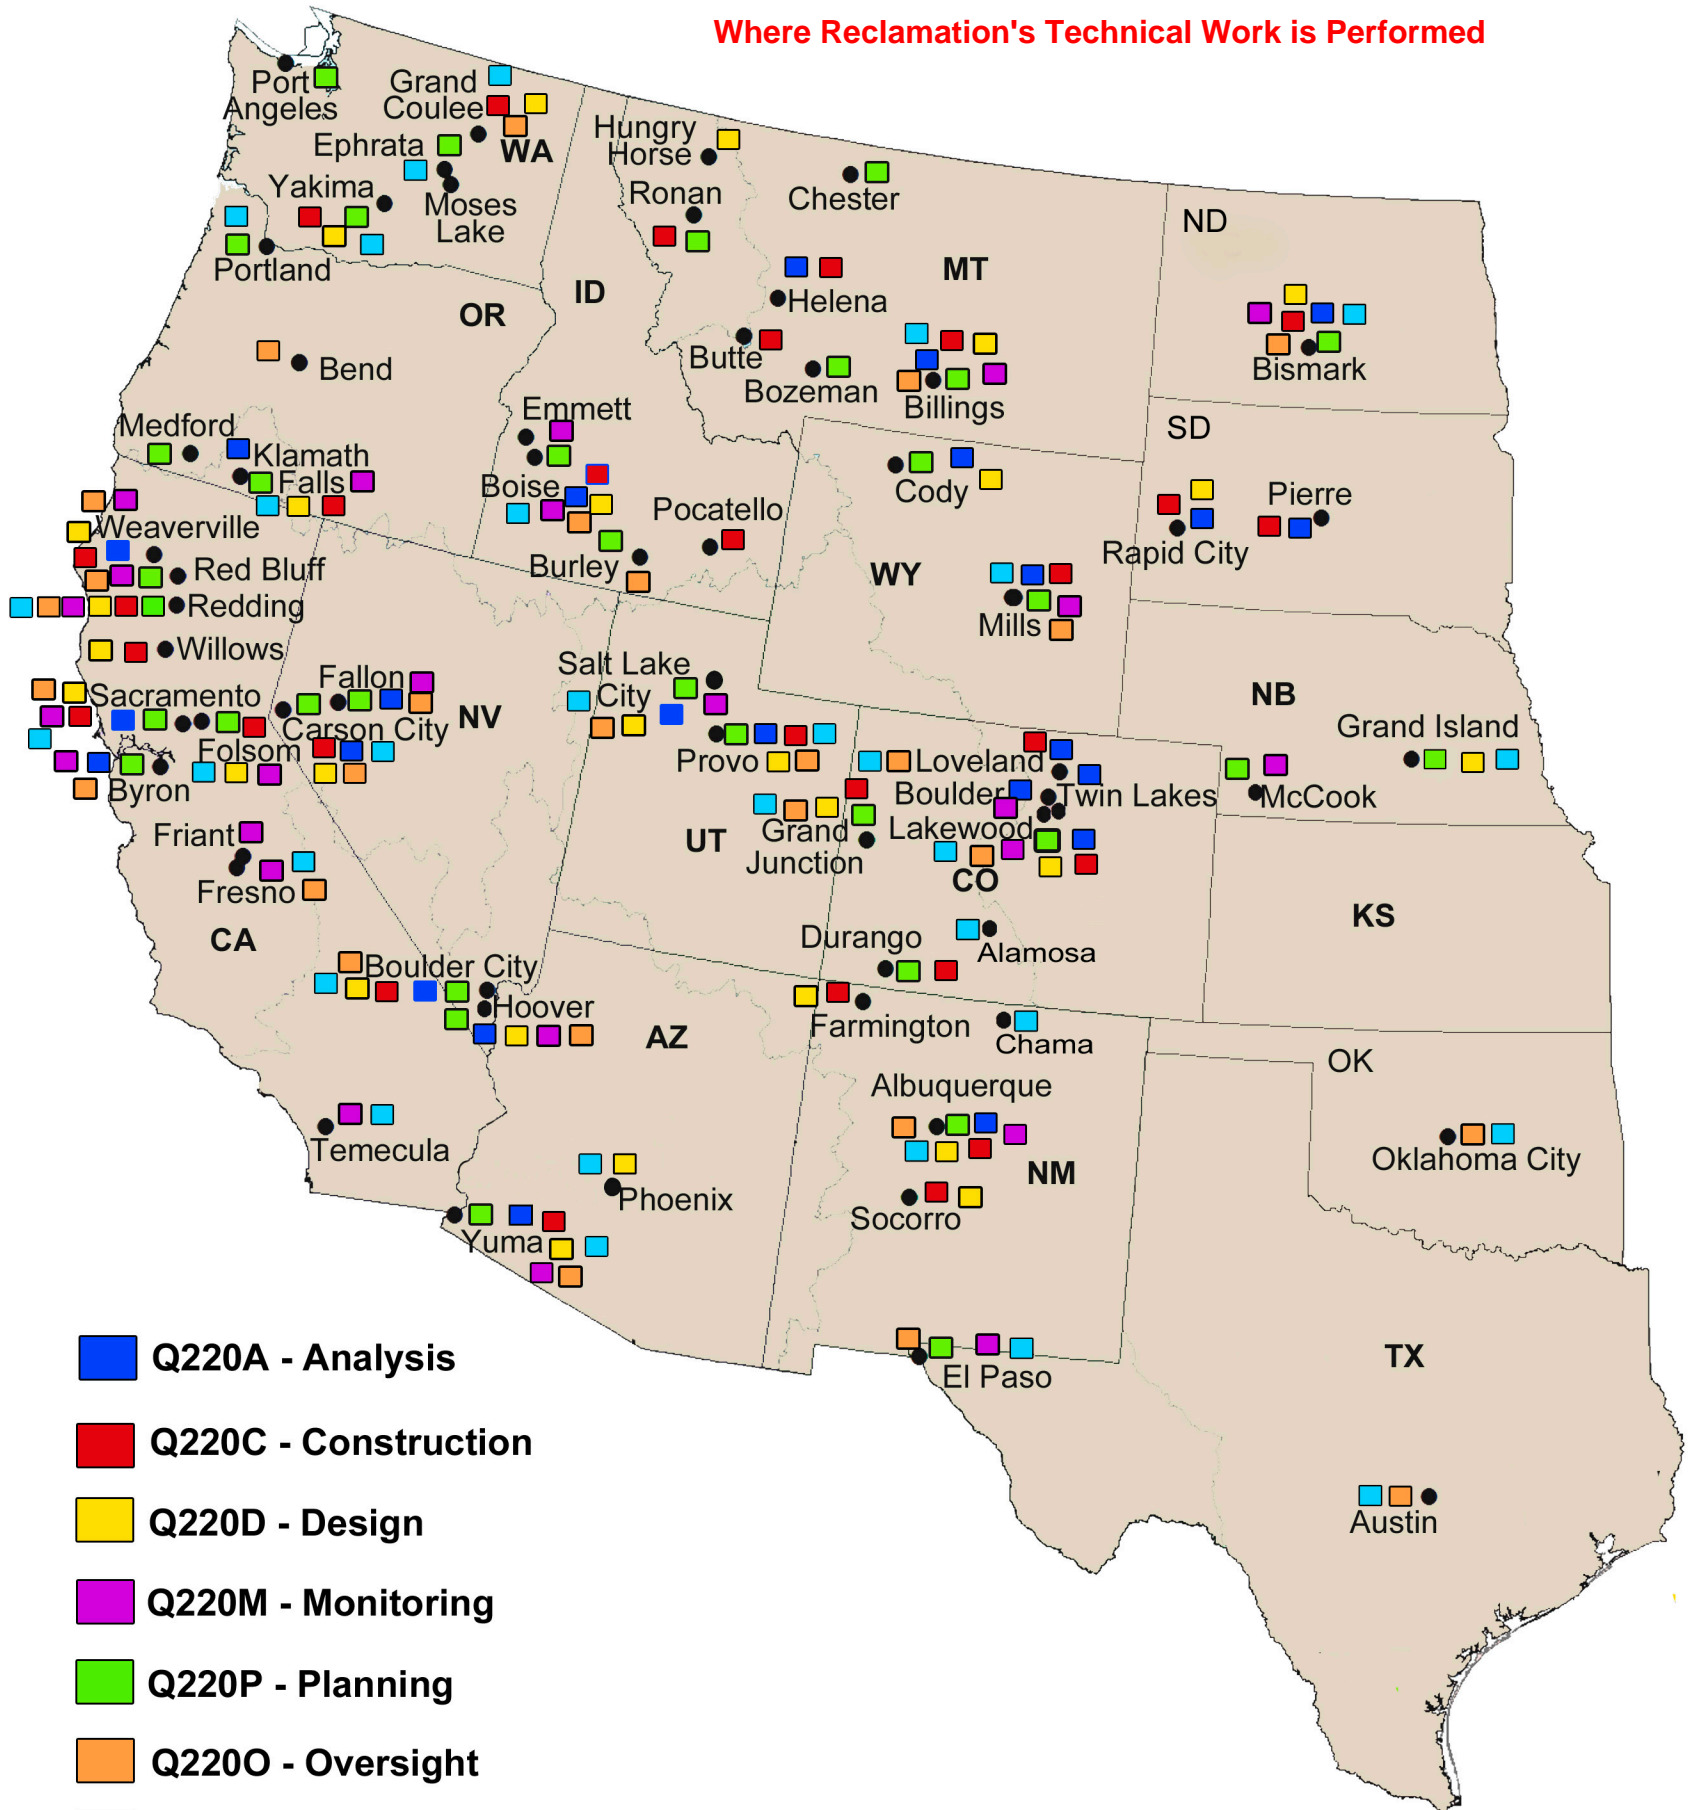 Where Reclamation's Technical Work is Performed
Port
Angeles
Grand
Coulee
Ephrata
WA
Yakima
Moses
Lake
Portland
Hungry
Horse
Ronan
Chester
ND
MT
ID
Helena
OR
Butte
Bozeman
Billings
Bismark
Bend
Emmett
Medford
Klamath
Falls
SD
Boise
Cody
Pocatello
Pierre
Rapid City
Weaverville
Red Bluff
Burley
WY
Redding
Mills
Willows
Salt Lake
City
Fallon
NB
Sacramento
NV
Carson City
Grand Island
Folsom
Provo
Loveland
Byron
Boulder
Twin Lakes
McCook
Friant
UT
Grand
Junction
Lakewood
Fresno
CO
KS
CA
Durango
Alamosa
Boulder City
Hoover
AZ
Farmington
Chama
OK
Albuquerque
Temecula
Oklahoma City
NM
Phoenix
Socorro
Yuma
El Paso
TX
Austin
Q220A - Analysis
Q220C - Construction
Q220D - Design
Q220M - Monitoring
Q220P - Planning
Q220O - Oversight